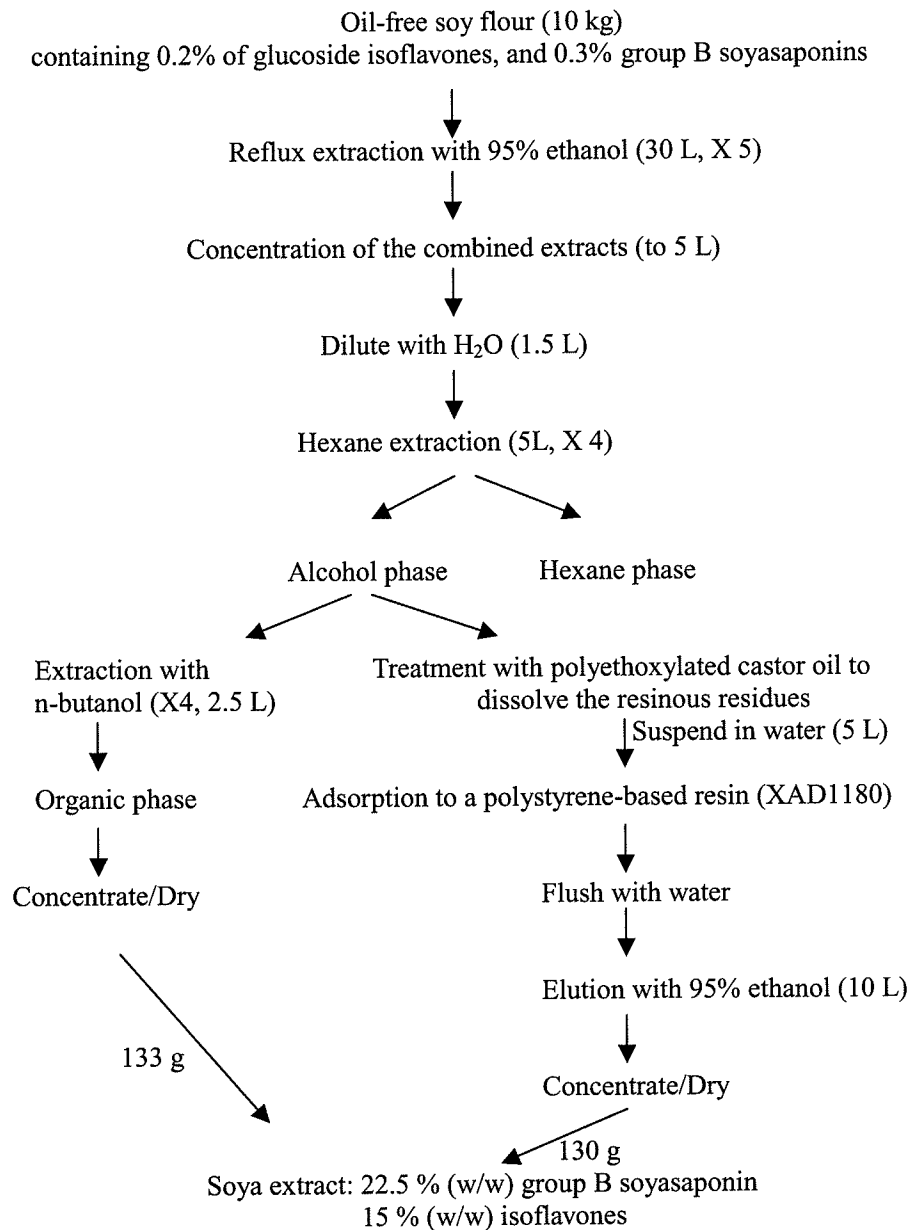 Oil-free soy flour (10 kg)
containing 0.2% of glucoside isoflavones, and 0.3% group B soyasaponins
Reflux extraction with 95% ethanol (30 L, X 5)
Concentration of the combined extracts (to 5 L)
Dilute with H₂O (1.5 L)
Hexane extraction (5L, X 4)
Alcohol phase
Hexane phase
Extraction with
n-butanol (X4, 2.5 L)
Organic phase
Concentrate/Dry
133 g
Treatment with polyethoxylated castor oil to
dissolve the resinous residues
Suspend in water (5 L)
Adsorption to a polystyrene-based resin (XAD1180)
Flush with water
Elution with 95% ethanol (10 L)
Concentrate/Dry
130 g
Soya extract: 22.5 % (w/w) group B soyasaponin
15 % (w/w) isoflavones